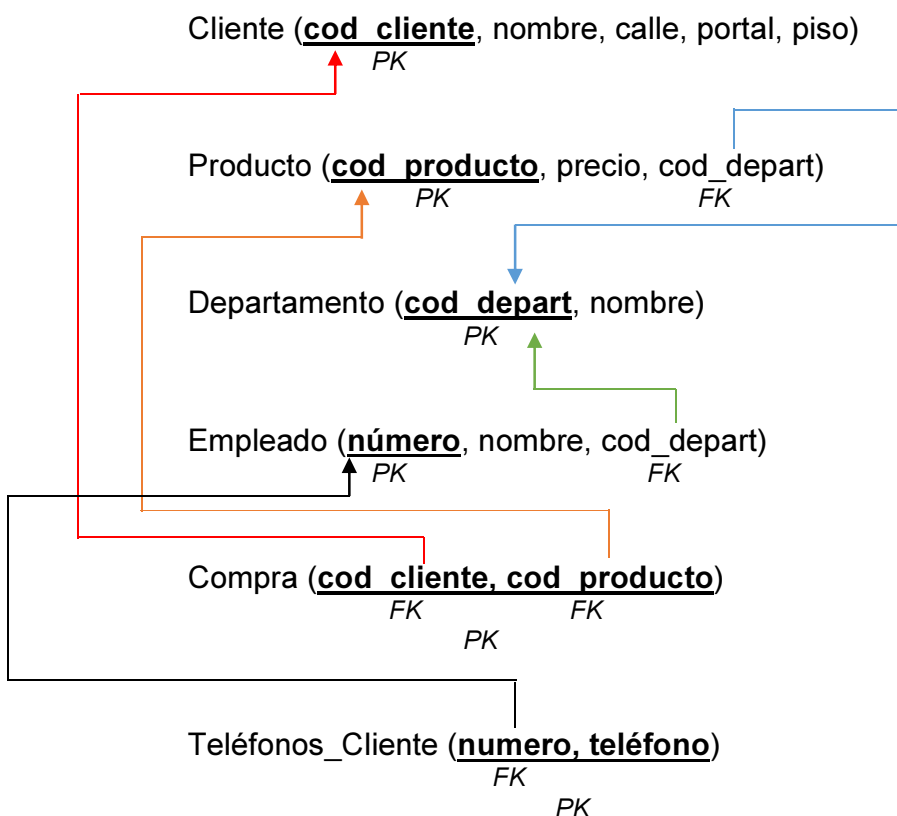 Cliente (cod_cliente, nombre, calle, portal, piso)
PK
Producto (cod_producto, precio, cod_depart)
PK FK
Departamento (cod_depart, nombre)
PK
Empleado (número, nombre, cod_depart)
PK FK
Compra (cod_cliente, cod_producto)
FK FK
PK
Teléfonos_Cliente (numero, teléfono)
FK
PK